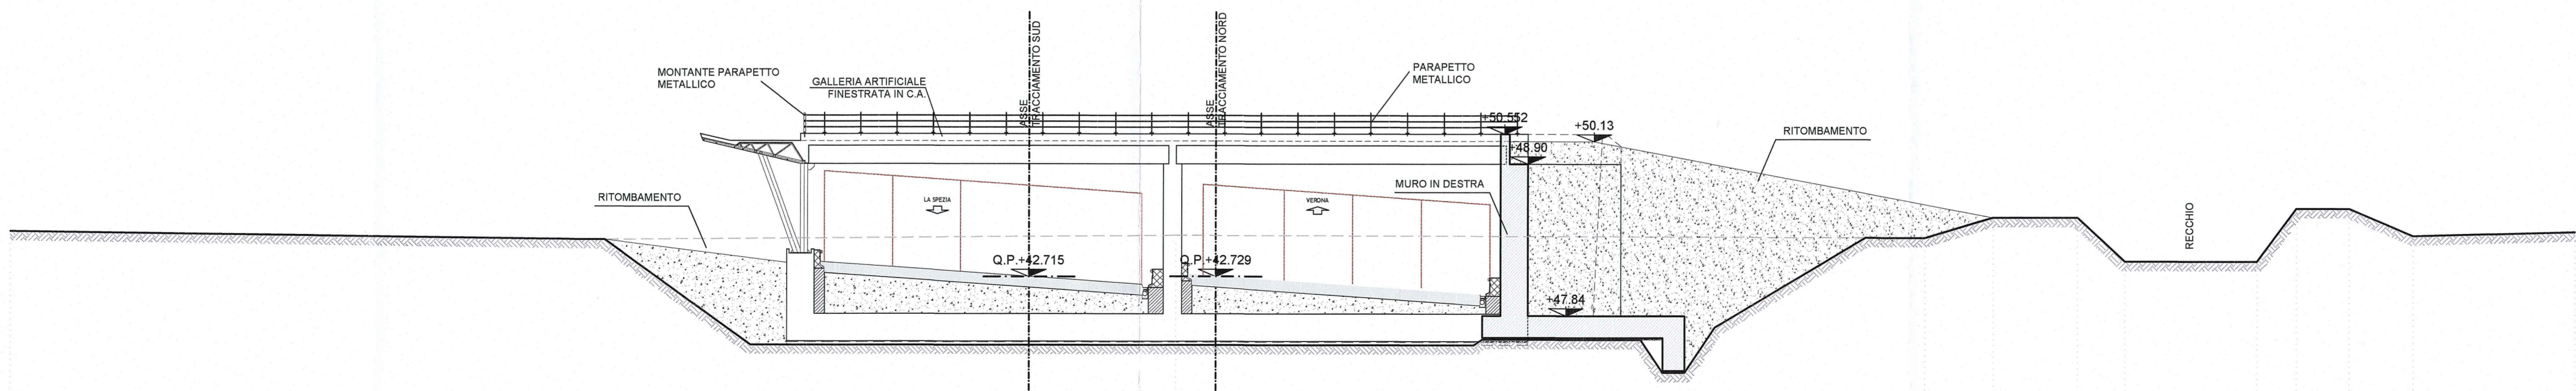 ASSE
TRACCIAMENTO SUD
ASSE
TRACCIAMENTO NORD
MONTANTE PARAPETTO
METALLICO
GALLERIA ARTIFICIALE
FINESTRATA IN C.A.
PARAPETTO
METALLICO
+50.552
+50.13
RITOMBAMENTO
+48.90
MURO IN DESTRA
RITOMBAMENTO
LA SPEZIA
VERONA
RECCHIO
Q.P.+42.715
Q.P.+42.729
+47.84